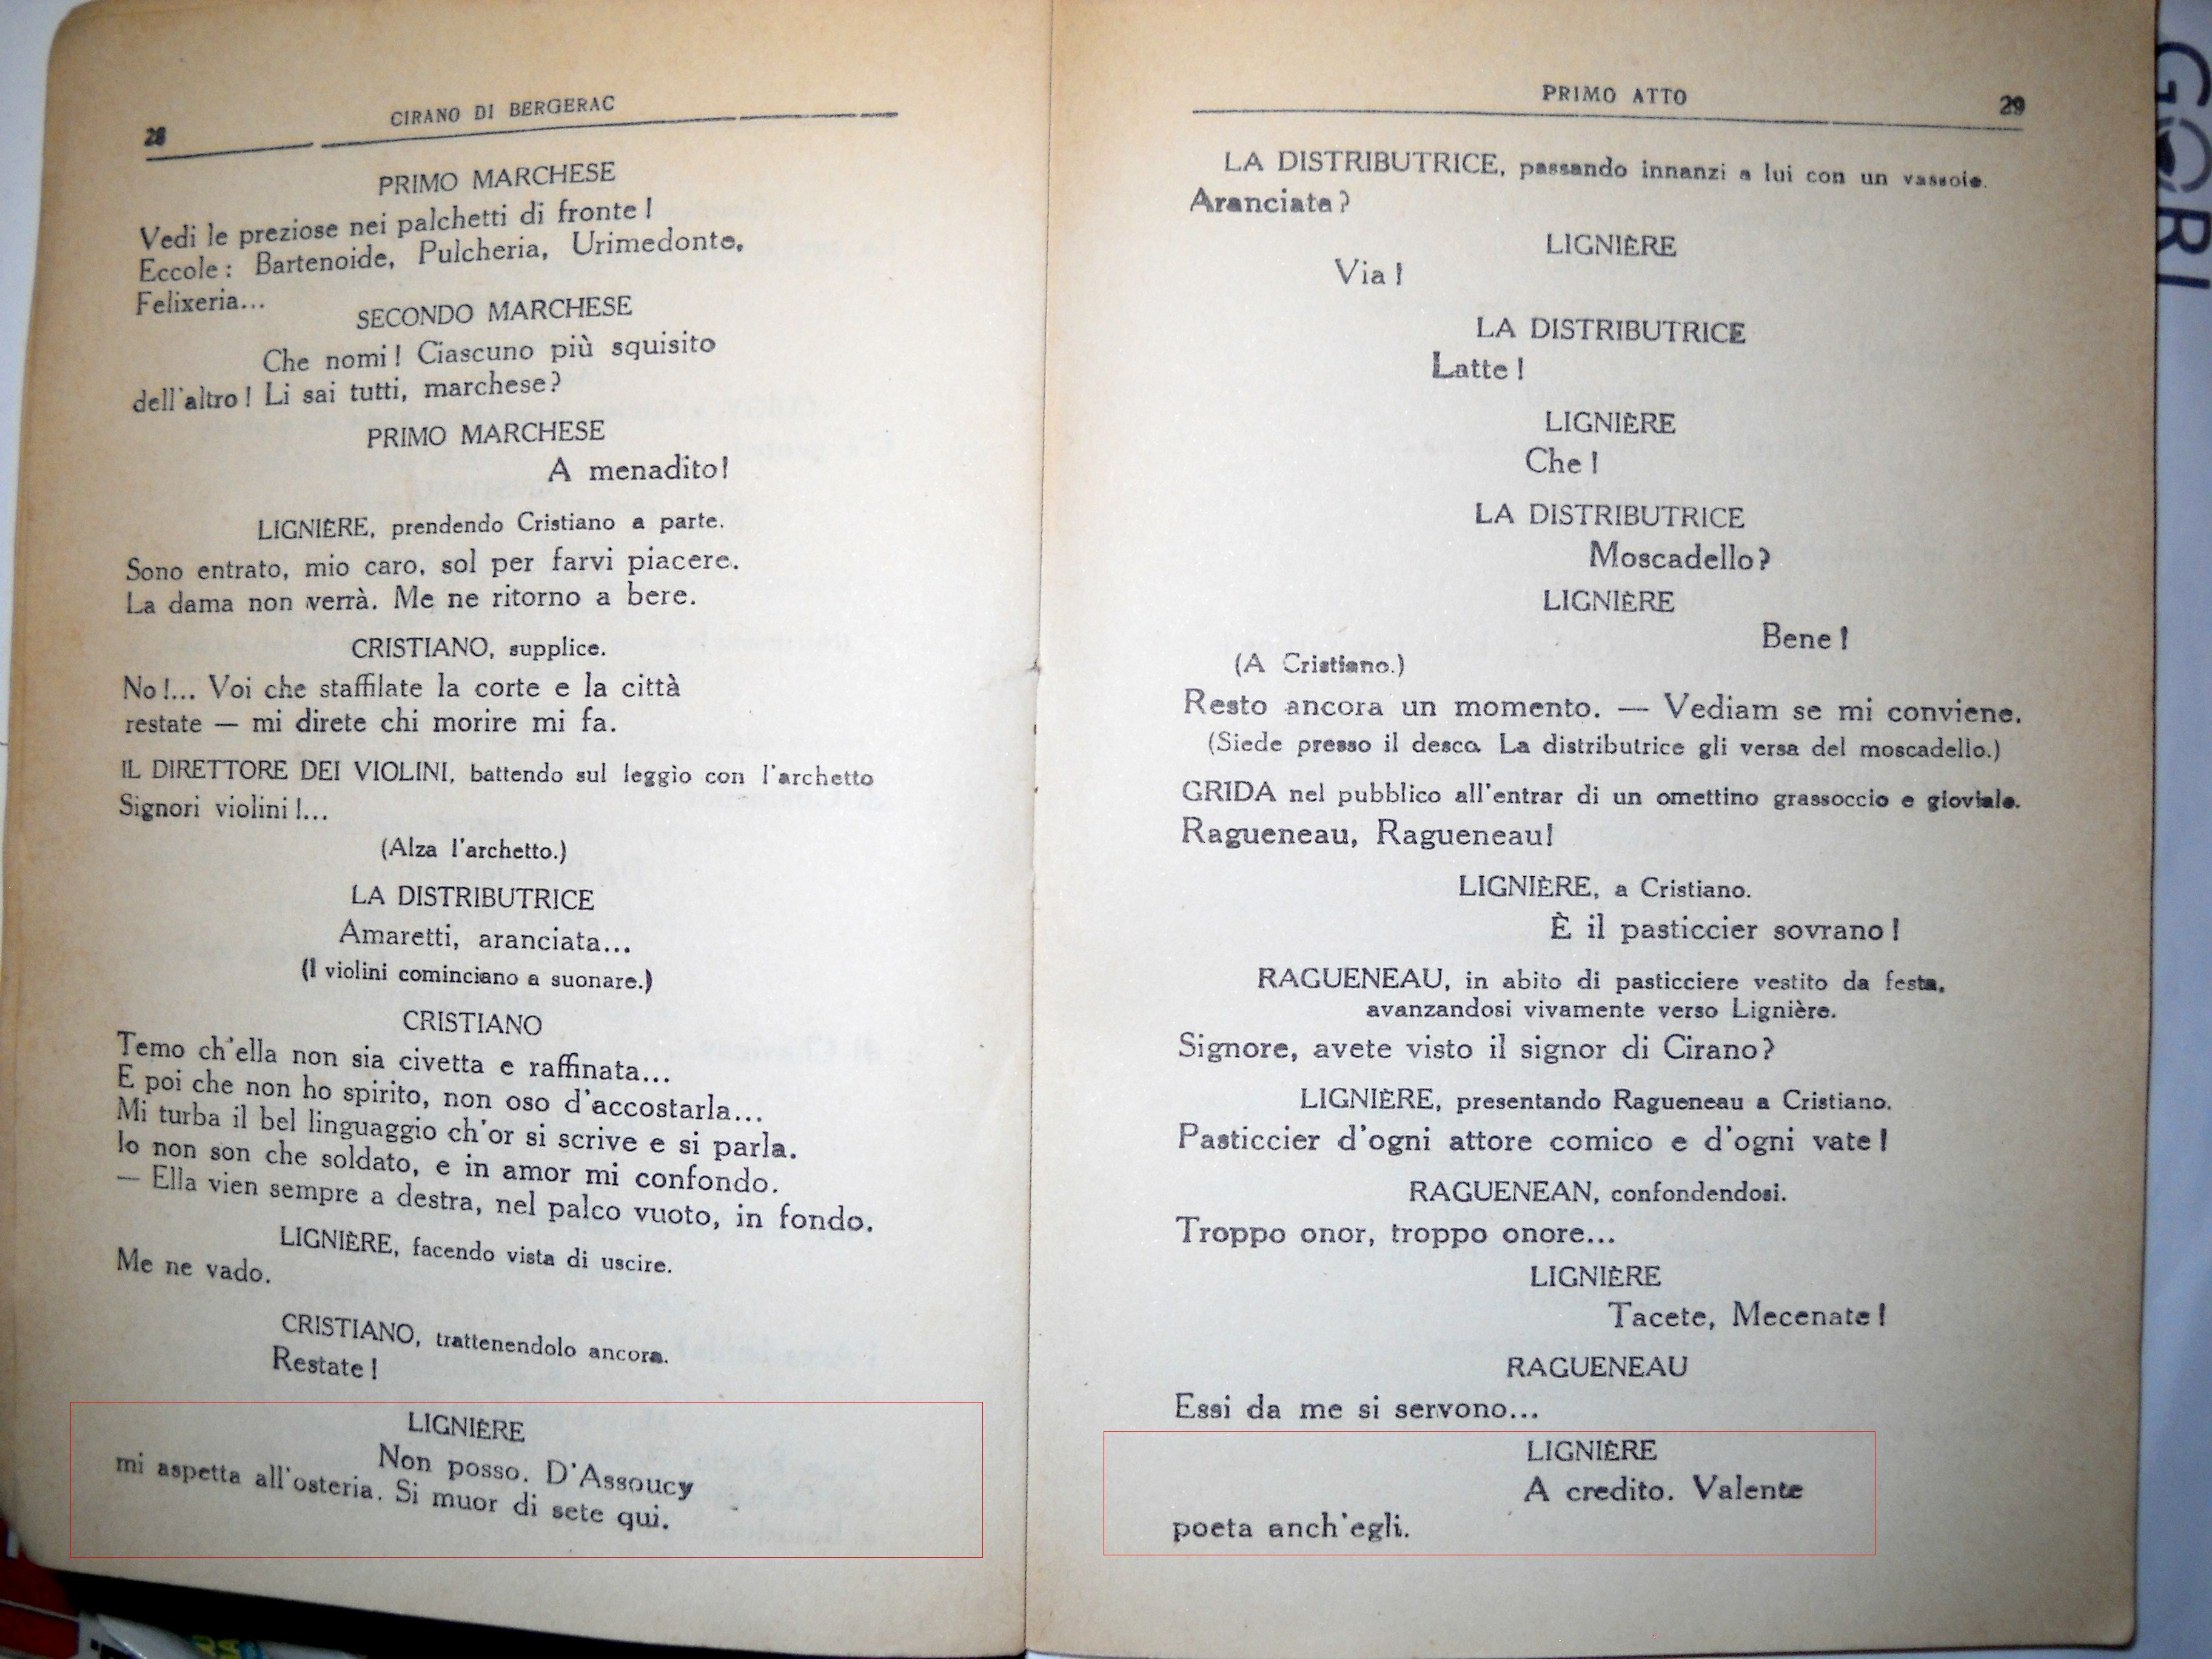 28
CIRANO DI BERGERAC
PRIMO MARCHESE
Vedi le preziose nei palchetti di fronte!
Eccole: Bartenoide, Pulcheria, Urimedonte,
Felixeria...
SECONDO MARCHESE
Che nomi! Ciascuno più squisito
dell'altro! Li sai tutti, marchese?
PRIMO MARCHESE
A menadito!
LIGNIÈRE, prendendo Cristiano a parte.
Sono entrato, mio caro, sol per farvi piacere.
La dama non verrà. Me ne ritorno a bere.
CRISTIANO, supplice.
No!... Voi che staffilate la corte e la città
restate — mi direte chi morire mi fa.
IL DIRETTORE DEI VIOLINI, battendo sul leggìo con l'archetto
Signori violini!...
(Alza l'archetto.)
LA DISTRIBUTRICE
Amaretti, aranciata...
(I violini cominciano a suonare.)
CRISTIANO
Temo ch'ella non sia civetta e raffinata...
E poi che non ho spirito, non oso d'accostarla...
Mi turba il bel linguaggio ch'or si scrive e si parla.
Io non son che soldato, e in amor mi confondo.
— Ella vien sempre a destra, nel palco vuoto, in fondo.
LIGNIÈRE, facendo vista di uscire.
Me ne vado.
CRISTIANO, trattenendolo ancora.
Restate!
LIGNIÈRE
Non posso. D'Assoucy
mi aspetta all'osteria. Si muor di sete qui.
PRIMO ATTO
29
LA DISTRIBUTRICE, passando innanzi a lui con un vassoio.
Aranciata?
LIGNIÈRE
Via!
LA DISTRIBUTRICE
Latte!
LIGNIÈRE
Che!
LA DISTRIBUTRICE
Moscadello?
LIGNIÈRE
Bene!
(A Cristiano.)
Resto ancora un momento. — Vediam se mi conviene.
(Siede presso il desco. La distributrice gli versa del moscadello.)
GRIDA nel pubblico all'entrar di un omettino grassoccio e gioviale.
Ragueneau, Ragueneau!
LIGNIÈRE, a Cristiano.
È il pasticcier sovrano!
RAGUENEAU, in abito di pasticciere vestito da festa,
avanzandosi vivamente verso Lignière.
Signore, avete visto il signor di Cirano?
LIGNIÈRE, presentando Ragueneau a Cristiano.
Pasticcier d'ogni attore comico e d'ogni vate!
RAGUENEAN, confondendosi.
Troppo onor, troppo onore...
LIGNIÈRE
Tacete, Mecenate!
RAGUENEAU
Essi da me si servono...
LIGNIÈRE
A credito. Valente
poeta anch'egli.
GORI